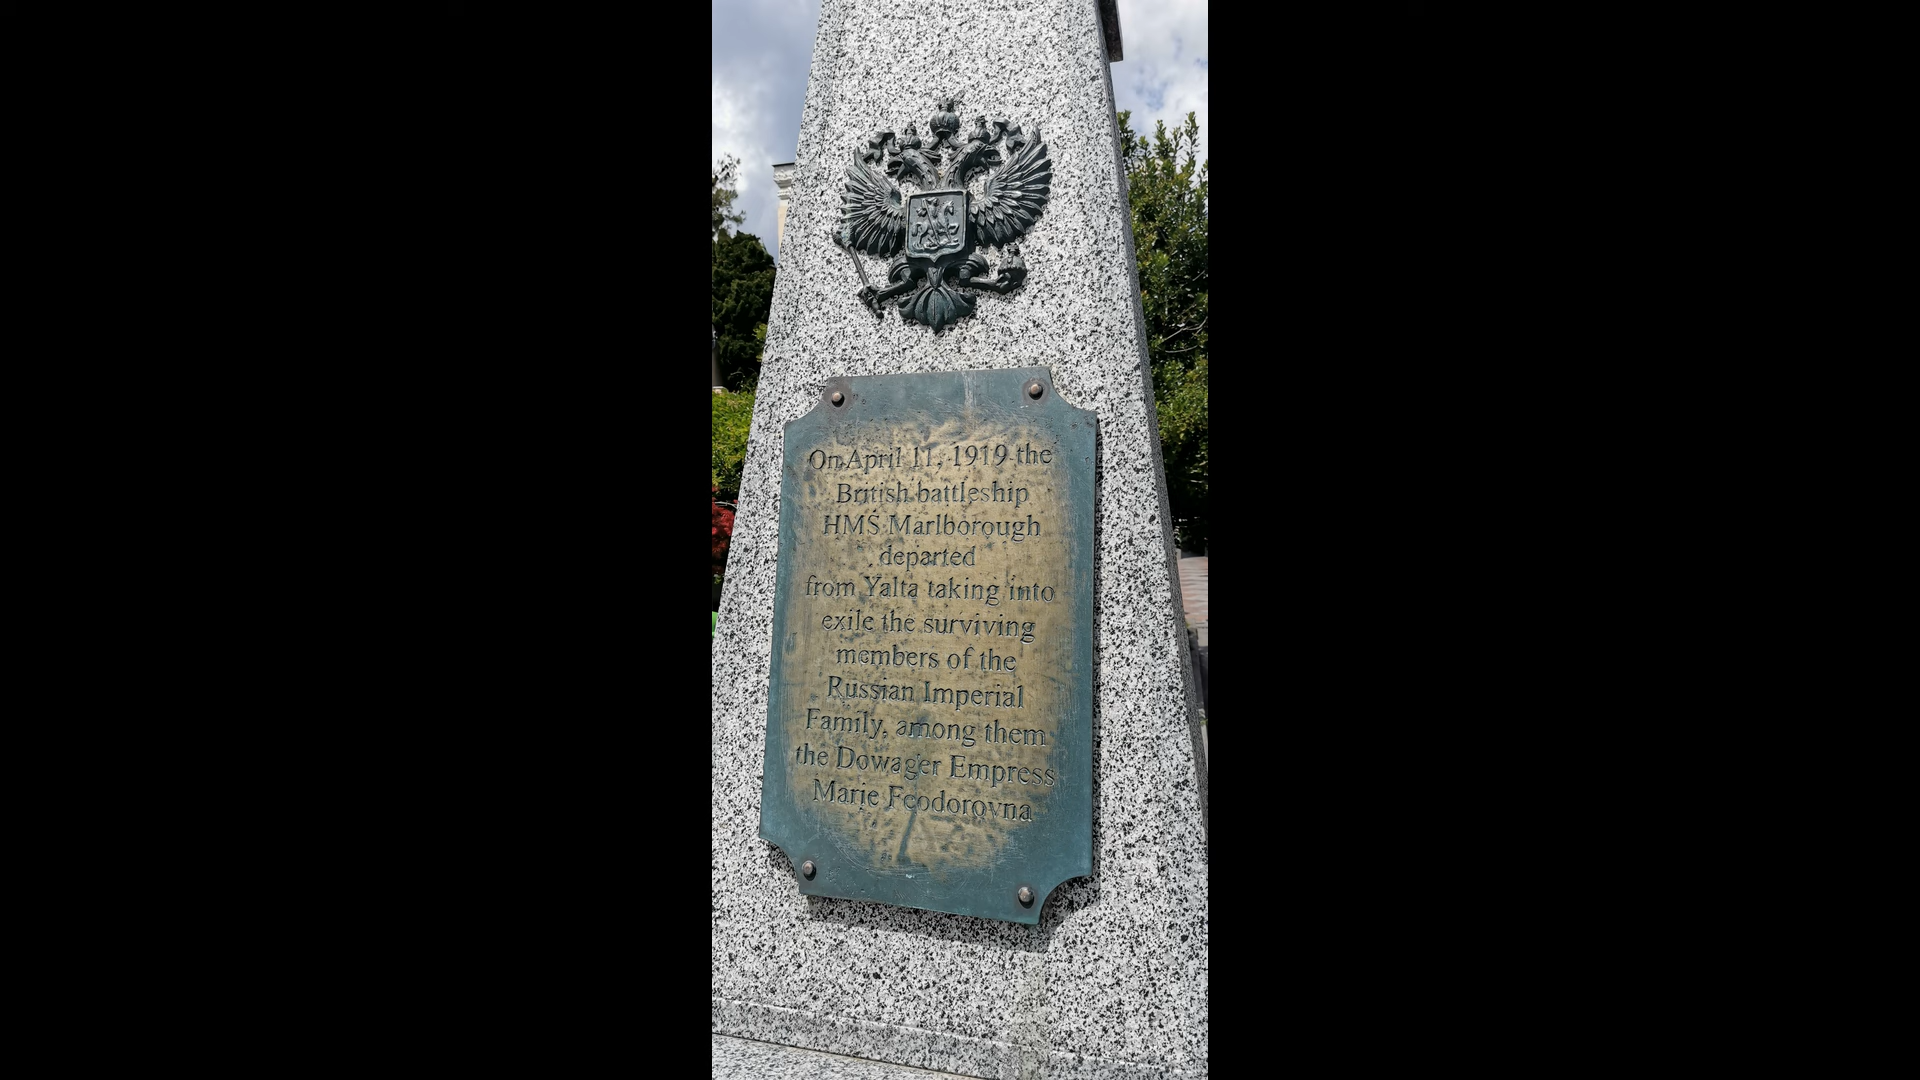 On April 11, 1919 the
British battleship
HMS Marlborough
departed
from Yalta taking into
exile the surviving
members of the
Russian Imperial
Family, among them
the Dowager Empress
Marie Feodorovna